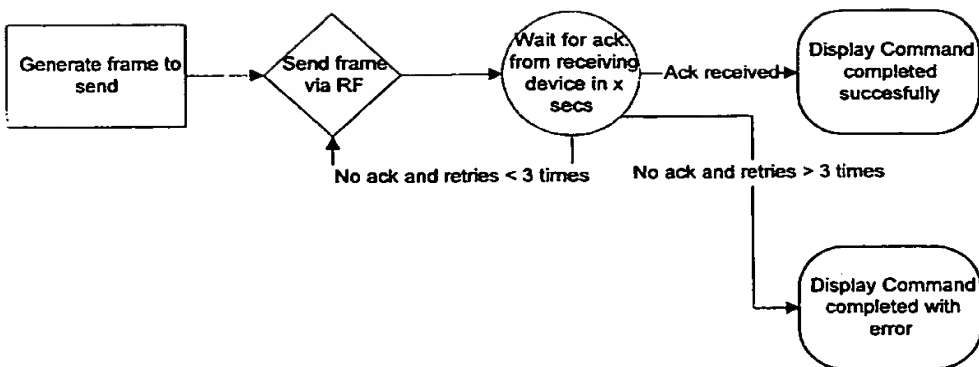 Generate frame to
send
Send frame
via RF
Wait for ack.
from receiving
device in x
secs
Ack received
Display Command
completed
succesfully
No ack and retries < 3 times
No ack and retries > 3 times
Display Command
completed with
error